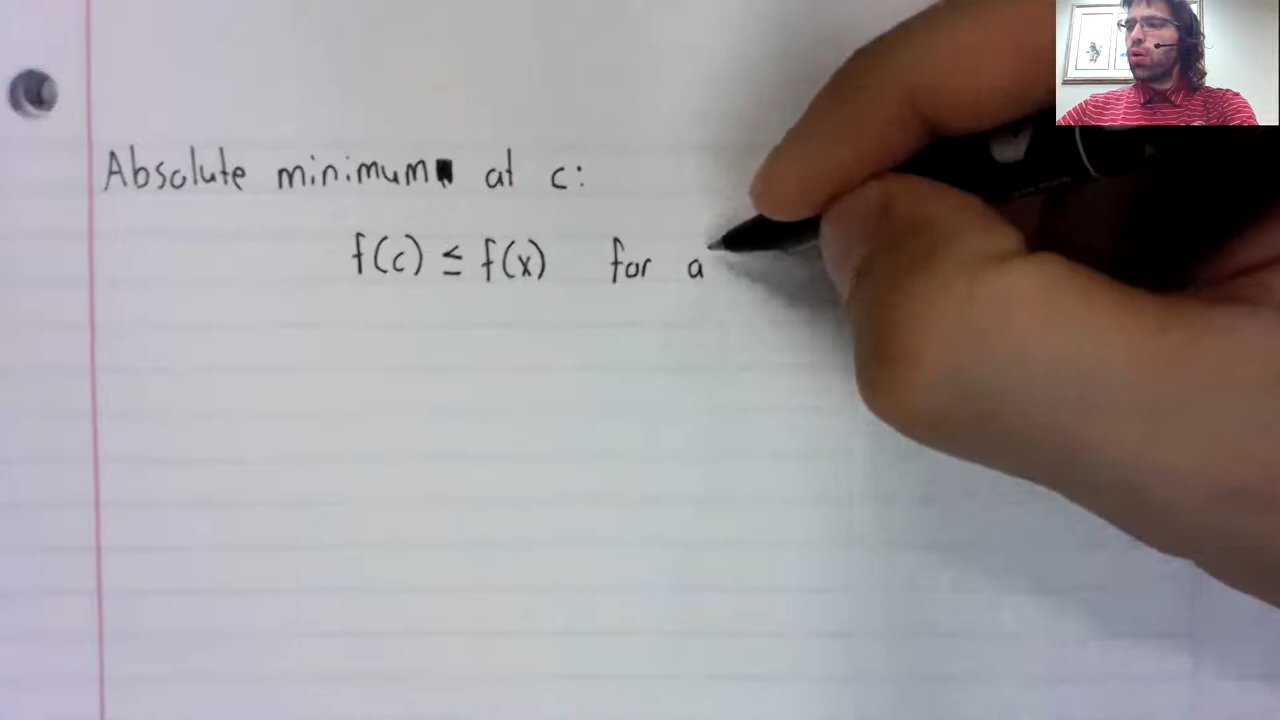 Absolute minimum at c:
f(c) ≤ f(x) for a